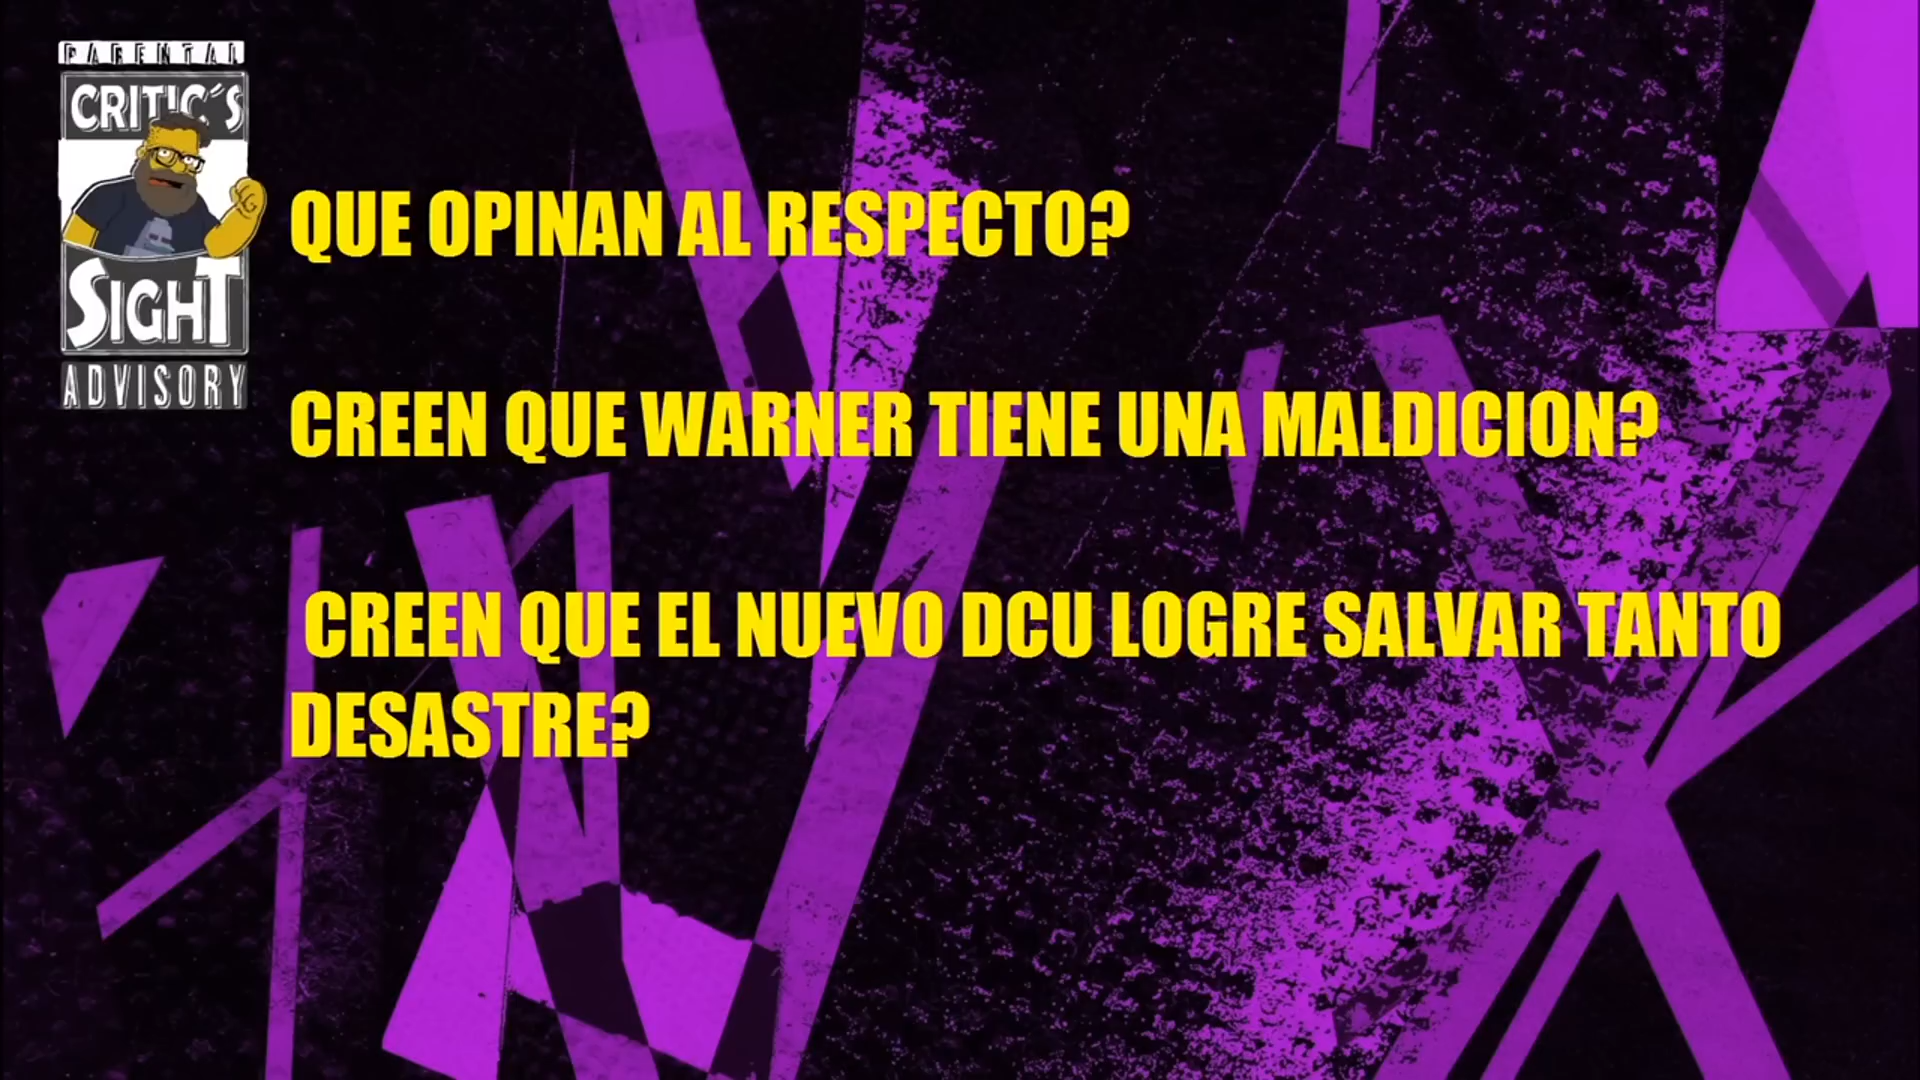 PARENTAL
CRITIC´S
SIGHT
ADVISORY
QUE OPINAN AL RESPECTO?
CREEN QUE WARNER TIENE UNA MALDICION?
CREEN QUE EL NUEVO DCU LOGRE SALVAR TANTO
DESASTRE?